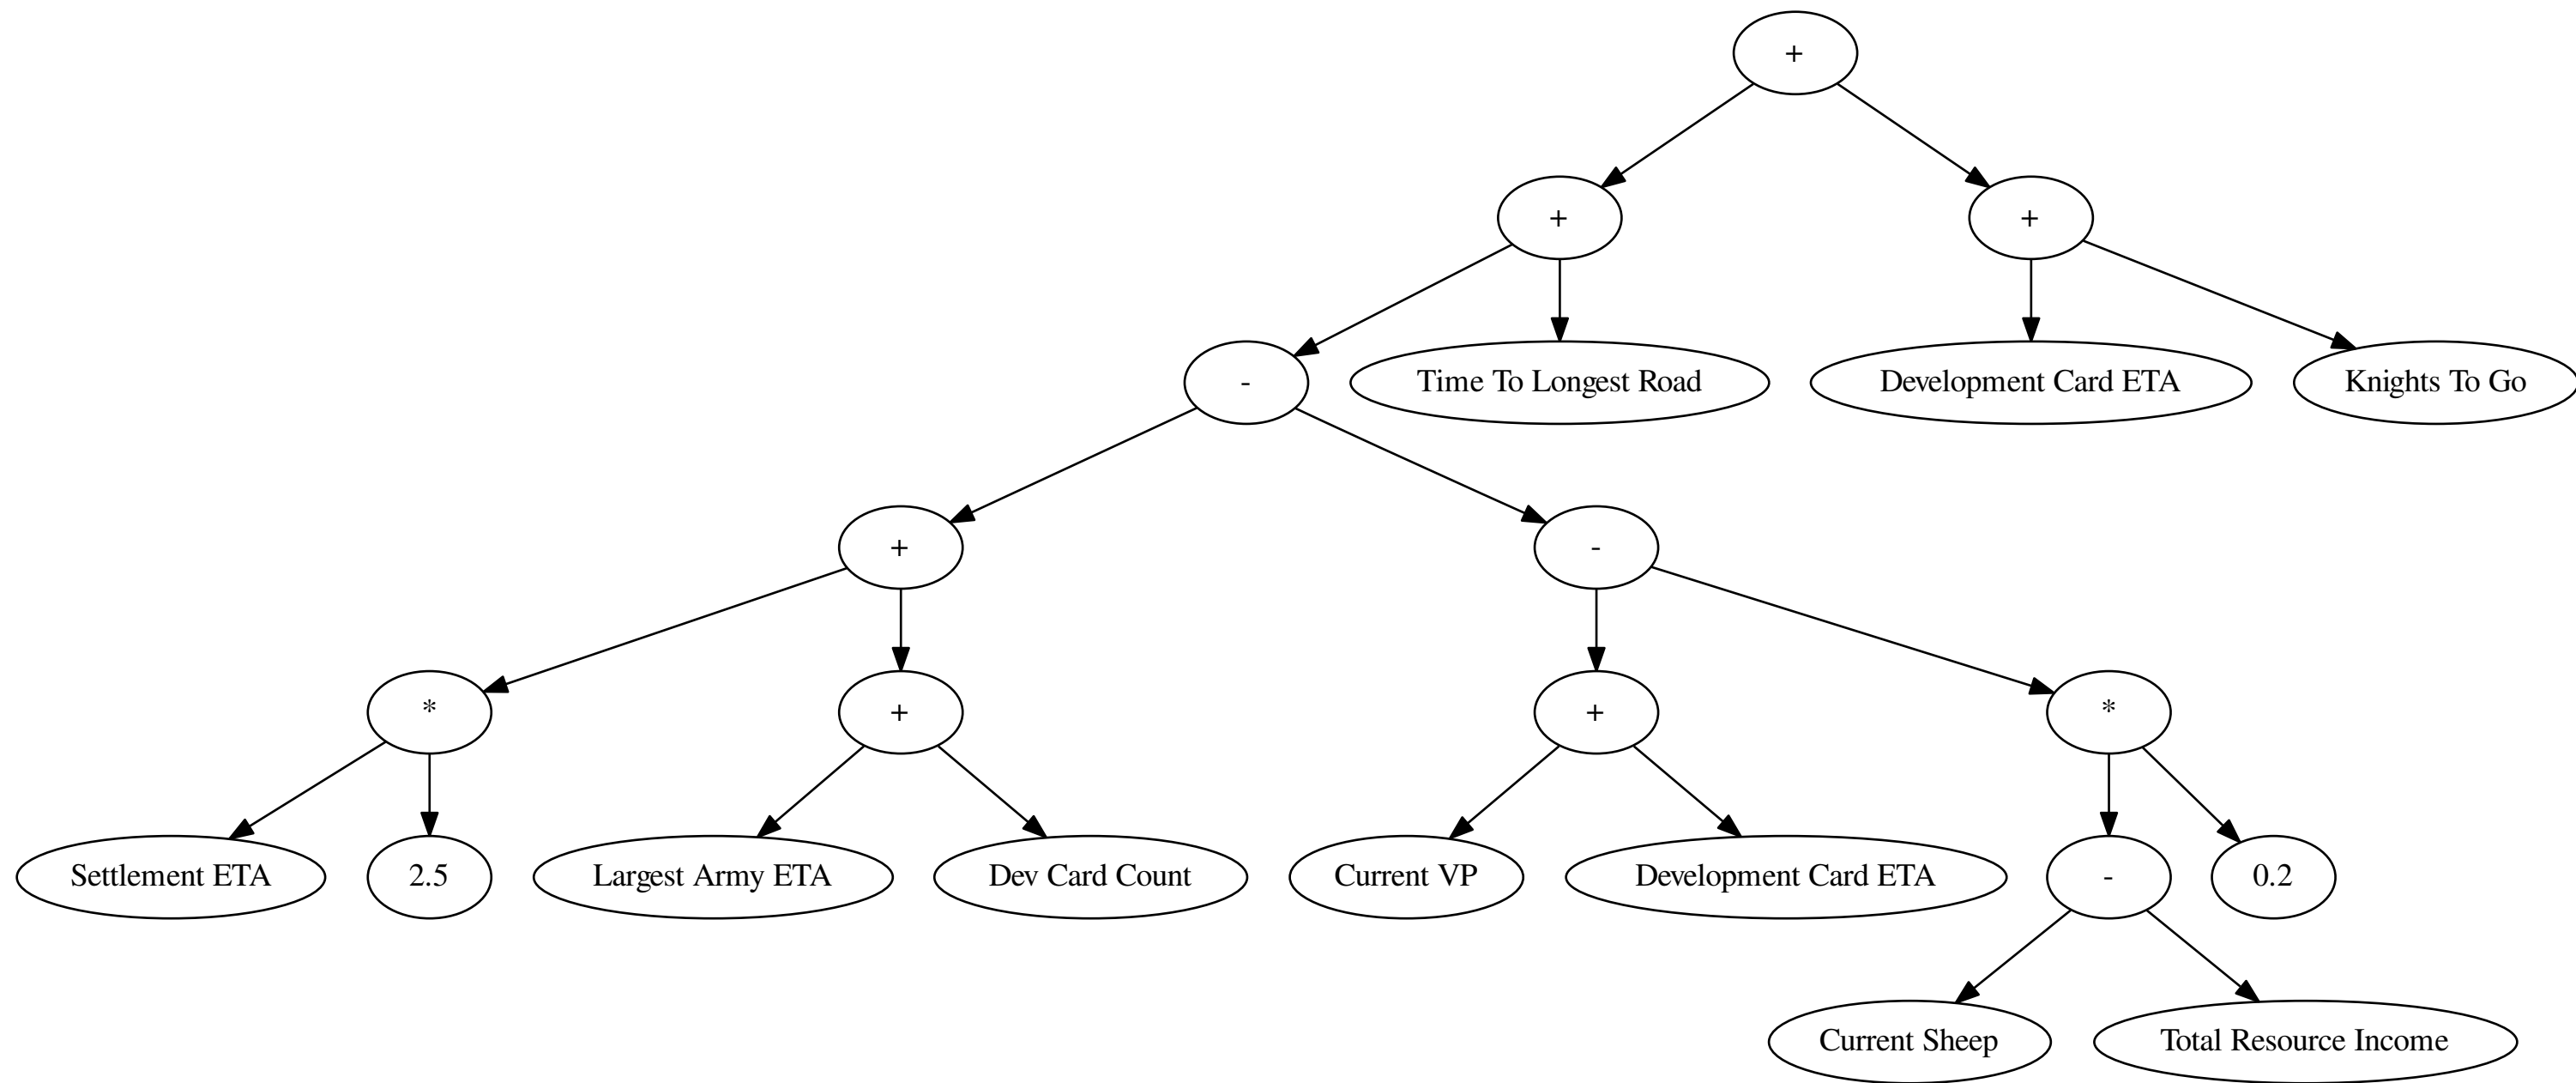 +
+
+
-
Time To Longest Road
Development Card ETA
Knights To Go
+
-
*
+
+
*
Settlement ETA
2.5
Largest Army ETA
Dev Card Count
Current VP
Development Card ETA
-
0.2
Current Sheep
Total Resource Income